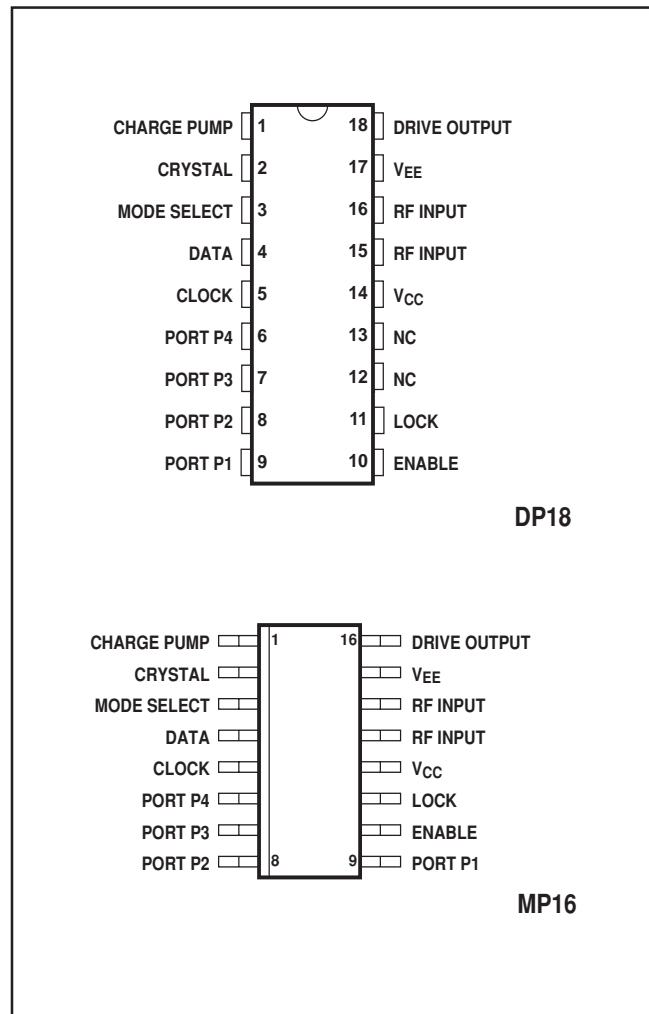 CHARGE PUMP 1 18 DRIVE OUTPUT
CRYSTAL 2 17 VEE
MODE SELECT 3 16 RF INPUT
DATA 4 15 RF INPUT
CLOCK 5 14 VCC
PORT P4 6 13 NC
PORT P3 7 12 NC
PORT P2 8 11 LOCK
PORT P1 9 10 ENABLE
DP18
CHARGE PUMP 1 16 DRIVE OUTPUT
CRYSTAL VEE
MODE SELECT RF INPUT
DATA RF INPUT
CLOCK VCC
PORT P4 LOCK
PORT P3 ENABLE
PORT P2 8 9 PORT P1
MP16